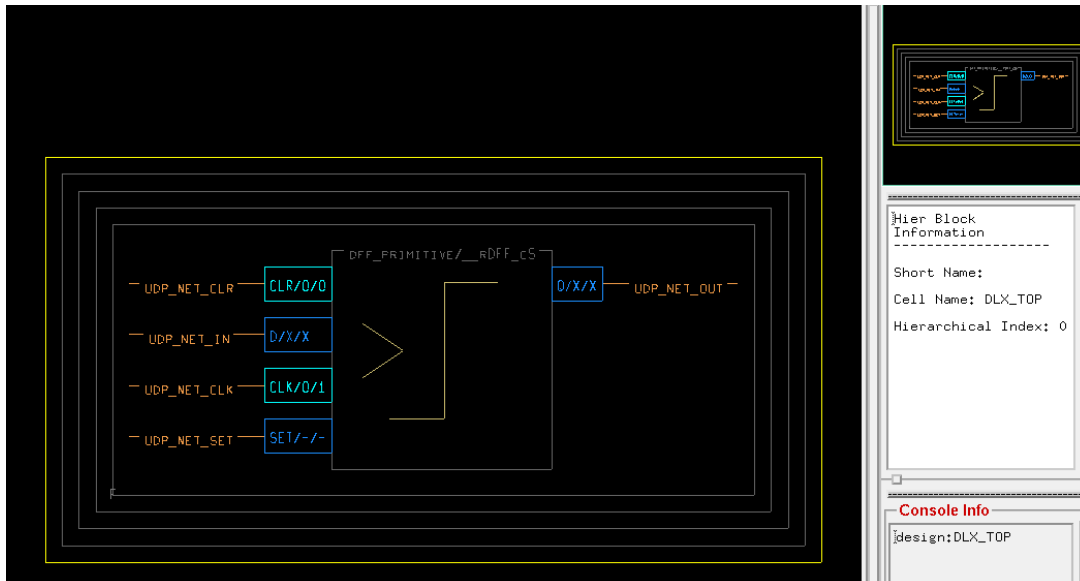 DFF_PRIMITIVE/__RDFF_CS
UDP_NET_CLR
CLR/0/0
Q/X/X
UDP_NET_OUT
UDP_NET_IN
D/X/X
UDP_NET_CLK
CLK/0/1
UDP_NET_SET
SET/-/-
Hier Block
Information
--------------------
Short Name:
Cell Name: DLX_TOP
Hierarchical Index: 0
Console Info
design:DLX_TOP